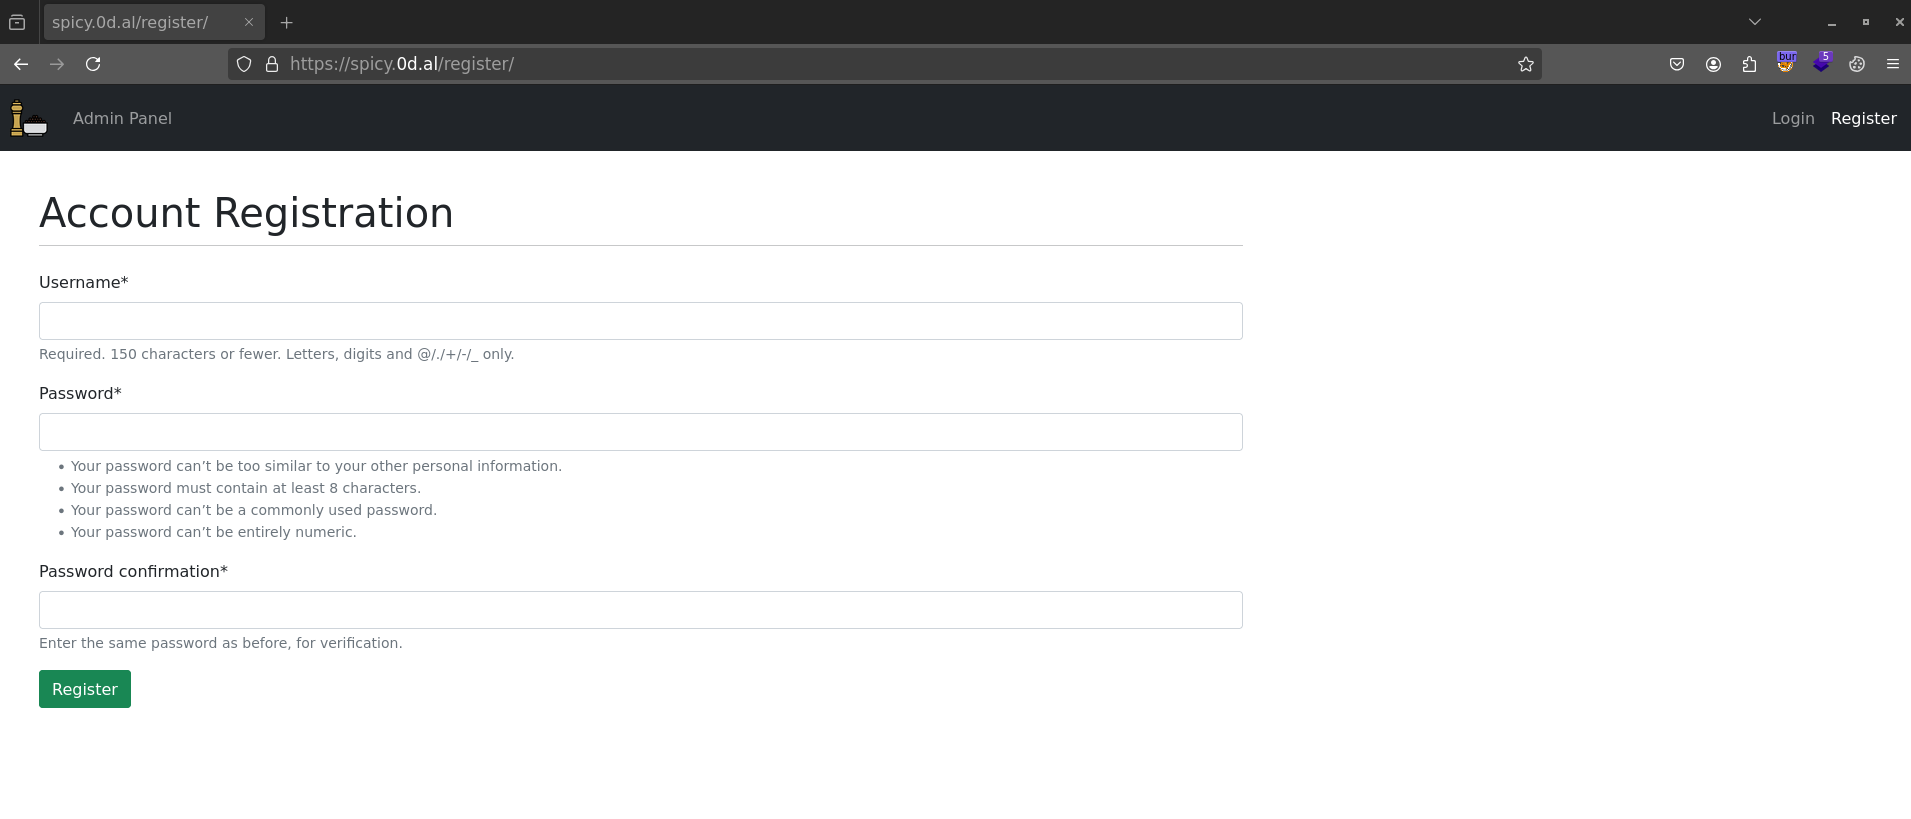 spicy.0d.al/register/
https://spicy.0d.al/register/
bur
5
Admin Panel
Login
Register
Account Registration
Username*
Required. 150 characters or fewer. Letters, digits and @/./+/-/_ only.
Password*
• Your password can’t be too similar to your other personal information.
• Your password must contain at least 8 characters.
• Your password can’t be a commonly used password.
• Your password can’t be entirely numeric.
Password confirmation*
Enter the same password as before, for verification.
Register